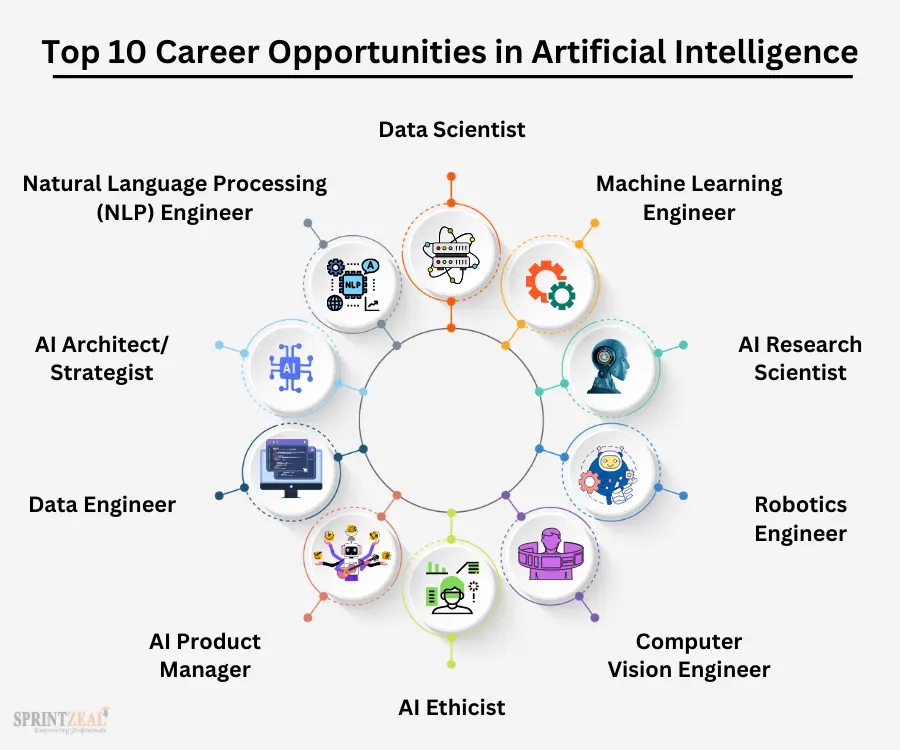 Top 10 Career Opportunities in Artificial Intelligence
Data Scientist
Natural Language Processing
(NLP) Engineer
Machine Learning
Engineer
A
NLP
AI Architect/
Strategist
AI
AI Research
Scientist
Data Engineer
Robotics
Engineer
AI Product
Manager
Computer
Vision Engineer
AI Ethicist
SPRINTZEAL
Empowering Professionals